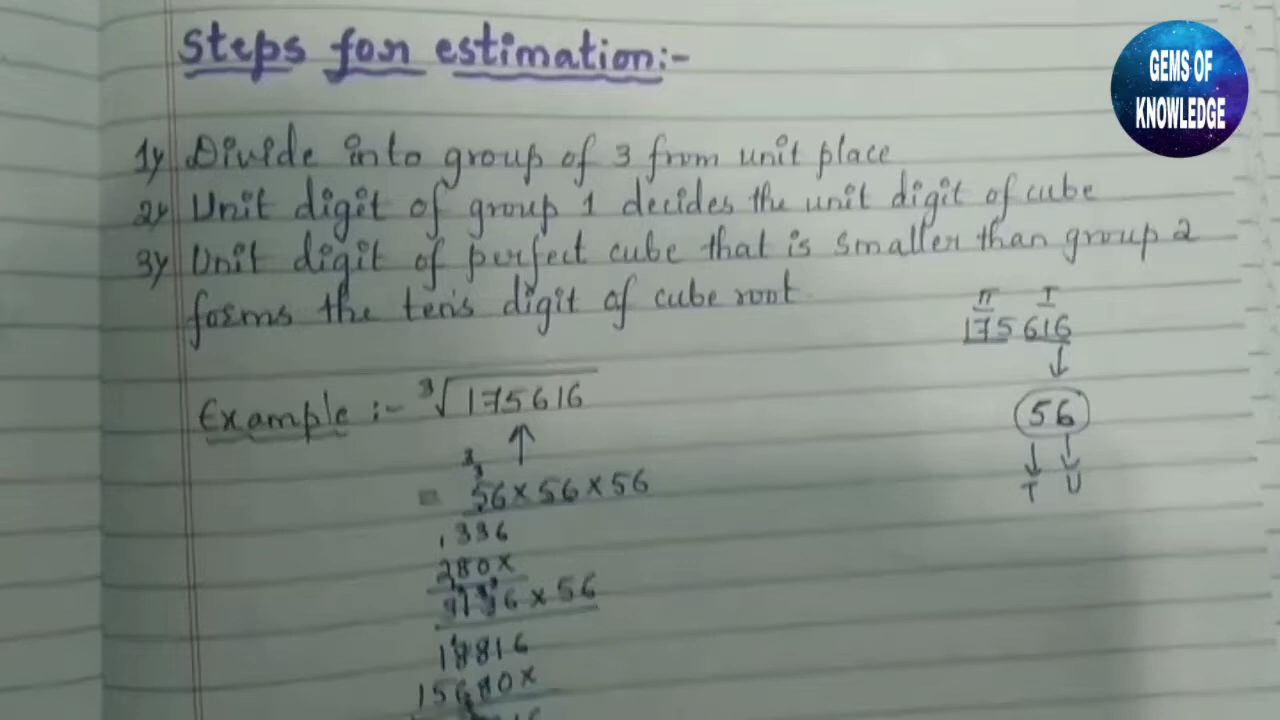 Steps for estimation:-
GEMS OF
KNOWLEDGE
1) Divide into group of 3 from unit place
2) Unit digit of group 1 decides the unit digit of cube
3) Unit digit of perfect cube that is smaller than group 2
forms the ten's digit of cube root
II I
175 616
56
T U
Example :- ³√175616
= 56×56×56
336
280×
3136×56
18816
15680×